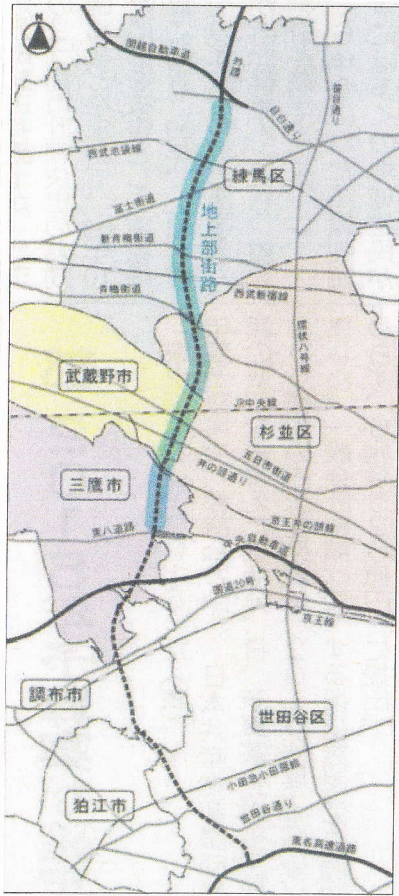 N
関越自動車道
外環
目白通り
笹目通り
西武池袋線
練馬区
富士街道
地上部街路
新青梅街道
青梅街道
西武新宿線
環状八号線
武蔵野市
JR中央線
杉並区
五日市街道
井の頭通り
三鷹市
京王井の頭線
東八道路
中央自動車道
国道20号
京王線
調布市
世田谷区
小田急小田原線
狛江市
世田谷通り
東名高速道路